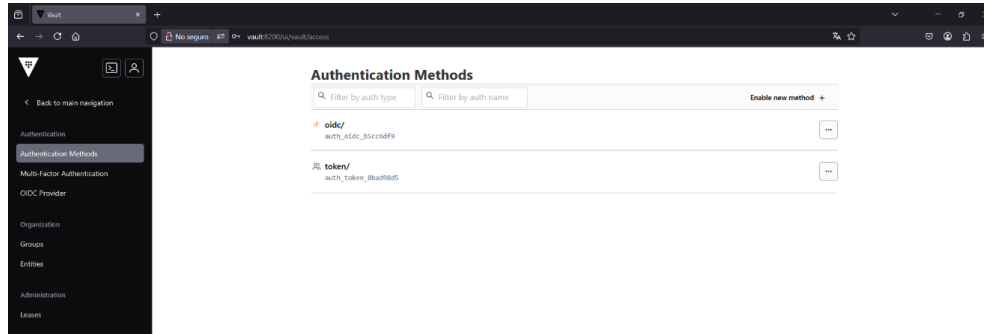 Vault
No seguro vault:8200/ui/vault/access
Authentication Methods
Filter by auth type Filter by auth name Enable new method +
Back to main navigation
oidc/
auth_oidc_b5cc6df9
Authentication
Authentication Methods
token/
auth_token_8bad98d5
Multi-Factor Authentication
OIDC Provider
Organization
Groups
Entities
Administration
Leases